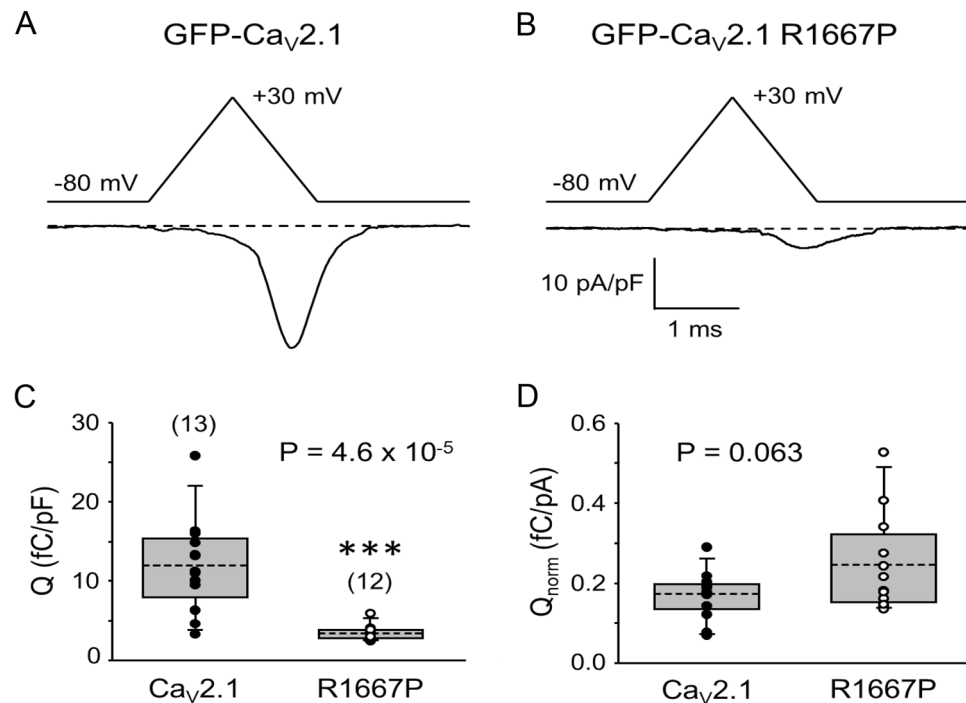 A
GFP-CaV2.1
+30 mV
-80 mV
B
GFP-CaV2.1 R1667P
+30 mV
-80 mV
10 pA/pF
1 ms
C
Q (fC/pF)
30
20
10
0
(13)
P = 4.6 x 10-5
***
(12)
CaV2.1
R1667P
D
Qnorm (fC/pA)
0.6
0.4
0.2
0.0
P = 0.063
CaV2.1
R1667P